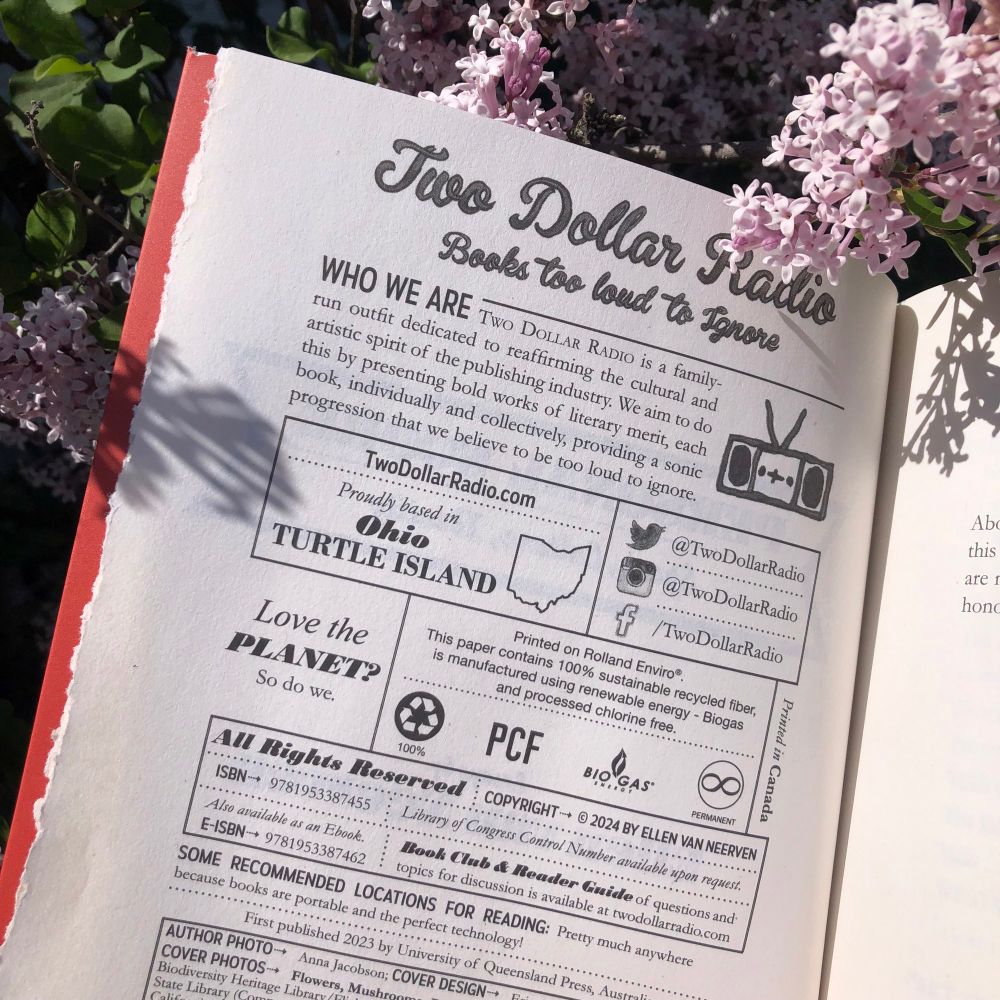 Two Dollar Radio
Books too loud to Ignore
WHO WE ARE Two Dollar Radio is a family-
run outfit dedicated to reaffirming the cultural and
artistic spirit of the publishing industry. We aim to do
this by presenting bold works of literary merit, each
book, individually and collectively, providing a sonic
progression that we believe to be too loud to ignore.
TwoDollarRadio.com
Proudly based in
Ohio
TURTLE ISLAND
@TwoDollarRadio
@TwoDollarRadio
/TwoDollarRadio
Love the
PLANET?
So do we.
Printed on Rolland Enviro®.
This paper contains 100% sustainable recycled fiber,
is manufactured using renewable energy - Biogas
and processed chlorine free.
100%
PCF
BIOGAS
ENERGY
PERMANENT
Printed in Canada
All Rights Reserved
COPYRIGHT→ © 2024 BY ELLEN VAN NEERVEN
ISBN→ 9781953387455
Library of Congress Control Number available upon request.
Also available as an Ebook.
E-ISBN→ 9781953387462
Book Club & Reader Guide of questions and
topics for discussion is available at twodollarradio.com
SOME RECOMMENDED LOCATIONS FOR READING: Pretty much anywhere
because books are portable and the perfect technology!
First published 2023 by University of Queensland Press,
AUTHOR PHOTO→ Anna Jacobson; COVER DESIGN→
COVER PHOTOS→ Flowers,
Biodiversity Heritage
State Library
this
are